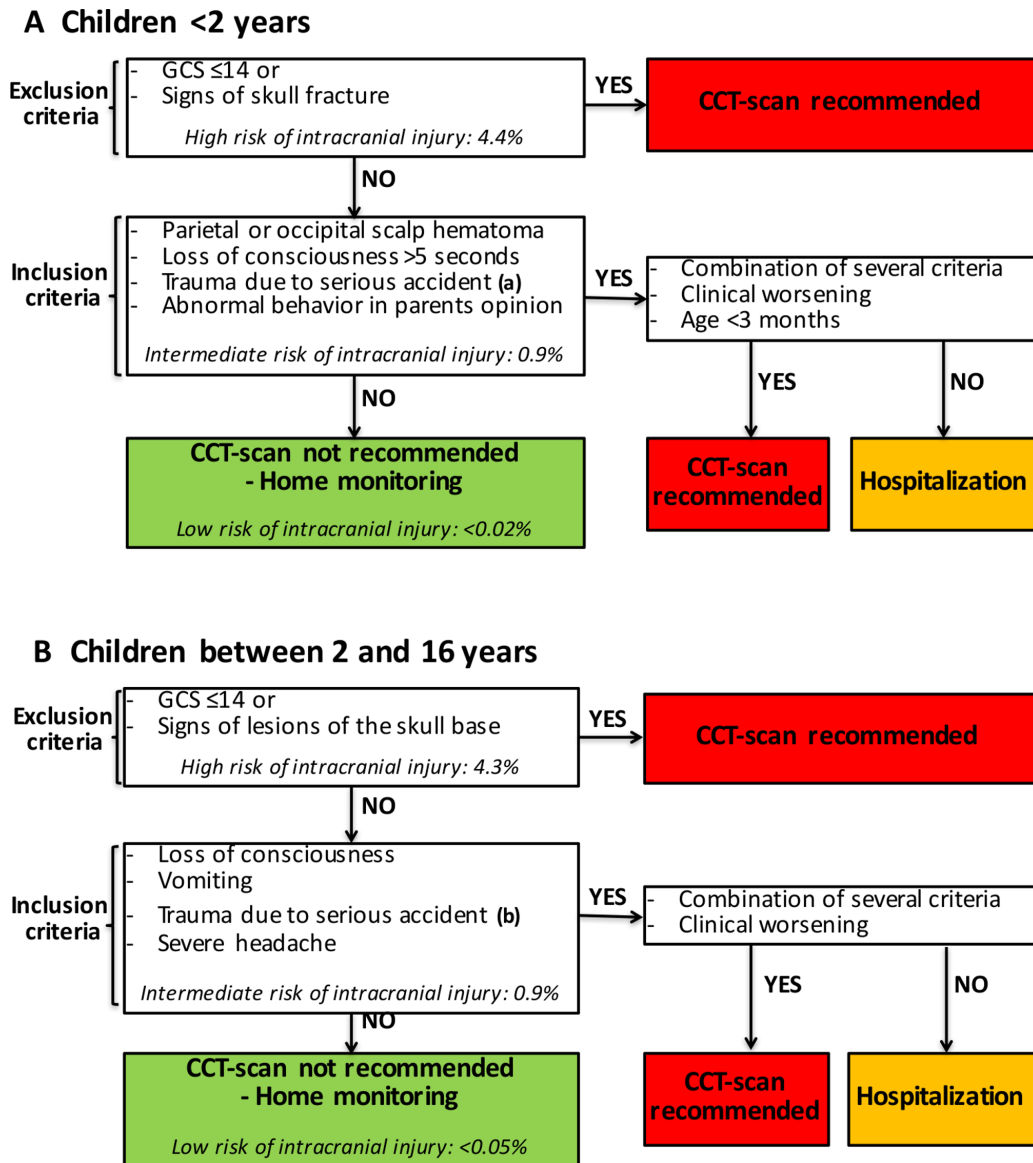 A Children <2 years
Exclusion
criteria
- GCS ≤14 or
- Signs of skull fracture
High risk of intracranial injury: 4.4%
YES
CCT-scan recommended
NO
Inclusion
criteria
- Parietal or occipital scalp hematoma
- Loss of consciousness >5 seconds
- Trauma due to serious accident (a)
- Abnormal behavior in parents opinion
Intermediate risk of intracranial injury: 0.9%
YES
- Combination of several criteria
- Clinical worsening
- Age <3 months
NO
YES
NO
CCT-scan not recommended
- Home monitoring
Low risk of intracranial injury: <0.02%
CCT-scan
recommended
Hospitalization
B Children between 2 and 16 years
Exclusion
criteria
- GCS ≤14 or
- Signs of lesions of the skull base
High risk of intracranial injury: 4.3%
YES
CCT-scan recommended
NO
Inclusion
criteria
- Loss of consciousness
- Vomiting
- Trauma due to serious accident (b)
- Severe headache
Intermediate risk of intracranial injury: 0.9%
YES
- Combination of several criteria
- Clinical worsening
NO
YES
NO
CCT-scan not recommended
- Home monitoring
Low risk of intracranial injury: <0.05%
CCT-scan
recommended
Hospitalization